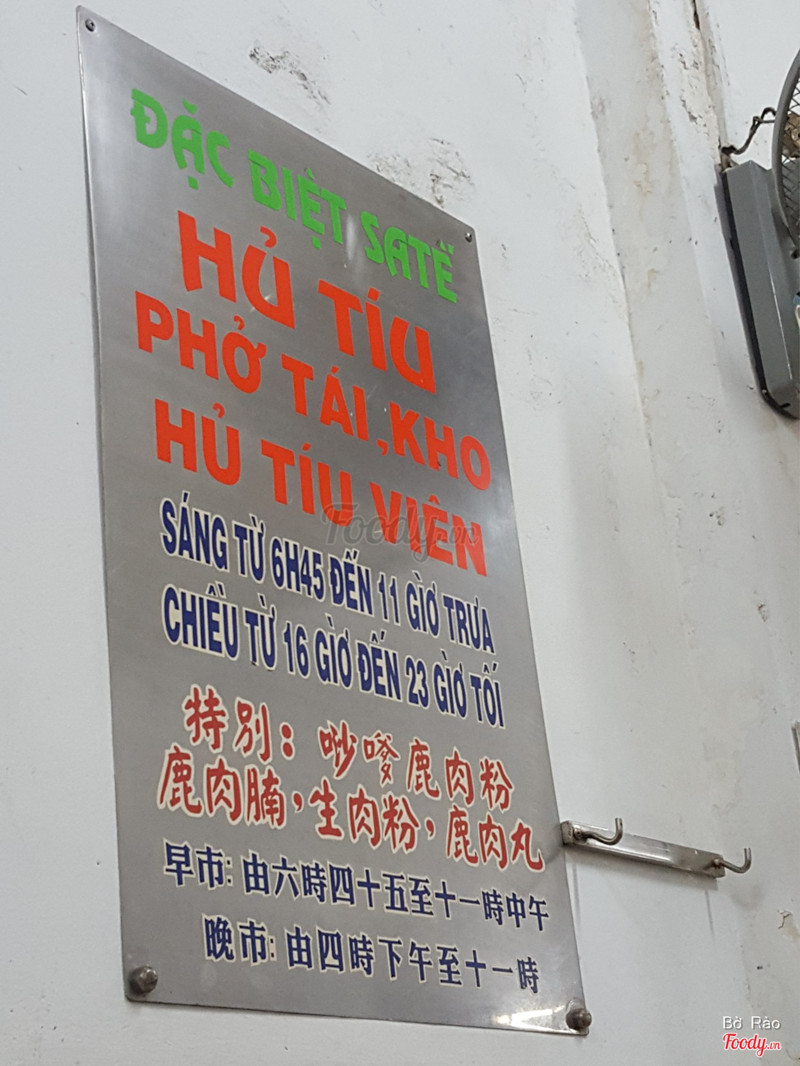 ĐẶC BIỆT SATẾ
HỦ TÍU
PHỞ TÁI, KHO
HỦ TÍU VIÊN
Foody.vn
SÁNG TỪ 6H45 ĐẾN 11 GIỜ TRƯA
CHIỀU TỪ 16 GIỜ ĐẾN 23 GIỜ TỐI
特别：唦嗲鹿肉粉
鹿肉腩，生肉粉，鹿肉丸
早市: 由六時四十五至十一時中午
晚市: 由四時下午至十一時
Bờ Rào
Foody.vn